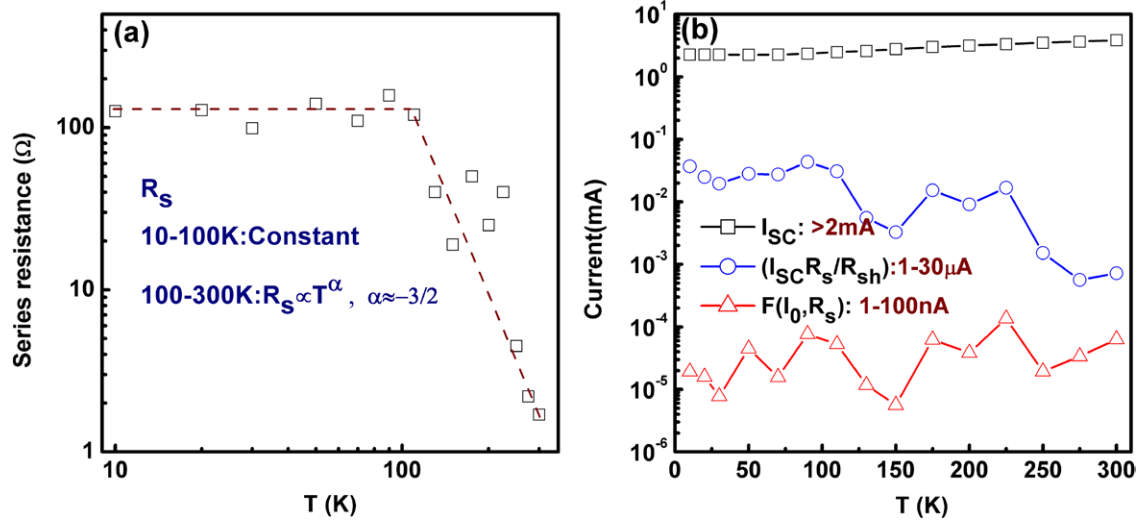 (a)
Series resistance (Ω)
100
10
1
R_s
10-100K:Constant
100-300K:R_s∝T^α , α≈−3/2
10
100
T (K)
(b)
Current(mA)
10^1
10^0
10^-1
10^-2
10^-3
10^-4
10^-5
10^-6
I_SC: >2mA
(I_SC R_s/R_sh):1-30μA
F(I_0,R_s): 1-100nA
0 50 100 150 200 250 300
T (K)